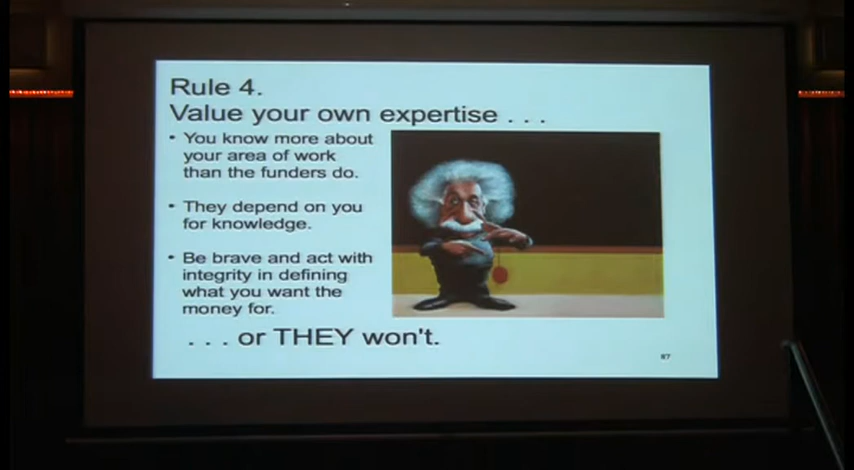 Rule 4.
Value your own expertise . . .
• You know more about
your area of work
than the funders do.
• They depend on you
for knowledge.
• Be brave and act with
integrity in defining
what you want the
money for.
. . . or THEY won't.
87